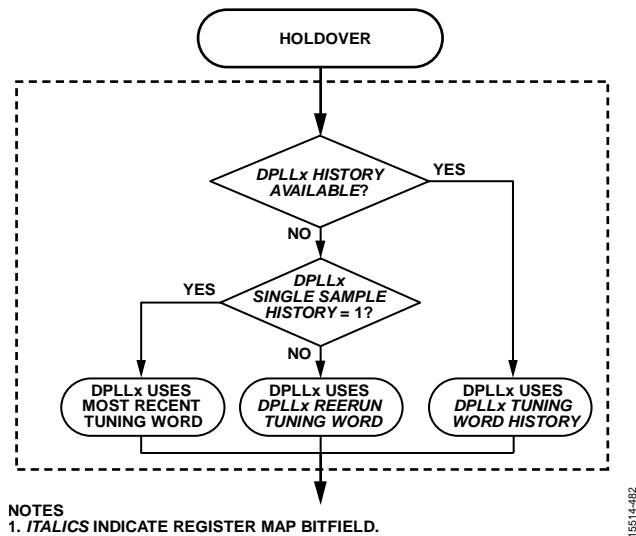 HOLDOVER
DPLLx HISTORY
AVAILABLE?
YES
NO
DPLLx
SINGLE SAMPLE
HISTORY = 1?
YES
NO
DPLLx USES
MOST RECENT
TUNING WORD
DPLLx USES
DPLLx REERUN
TUNING WORD
DPLLx USES
DPLLx TUNING
WORD HISTORY
NOTES
1. ITALICS INDICATE REGISTER MAP BITFIELD.
15514-482